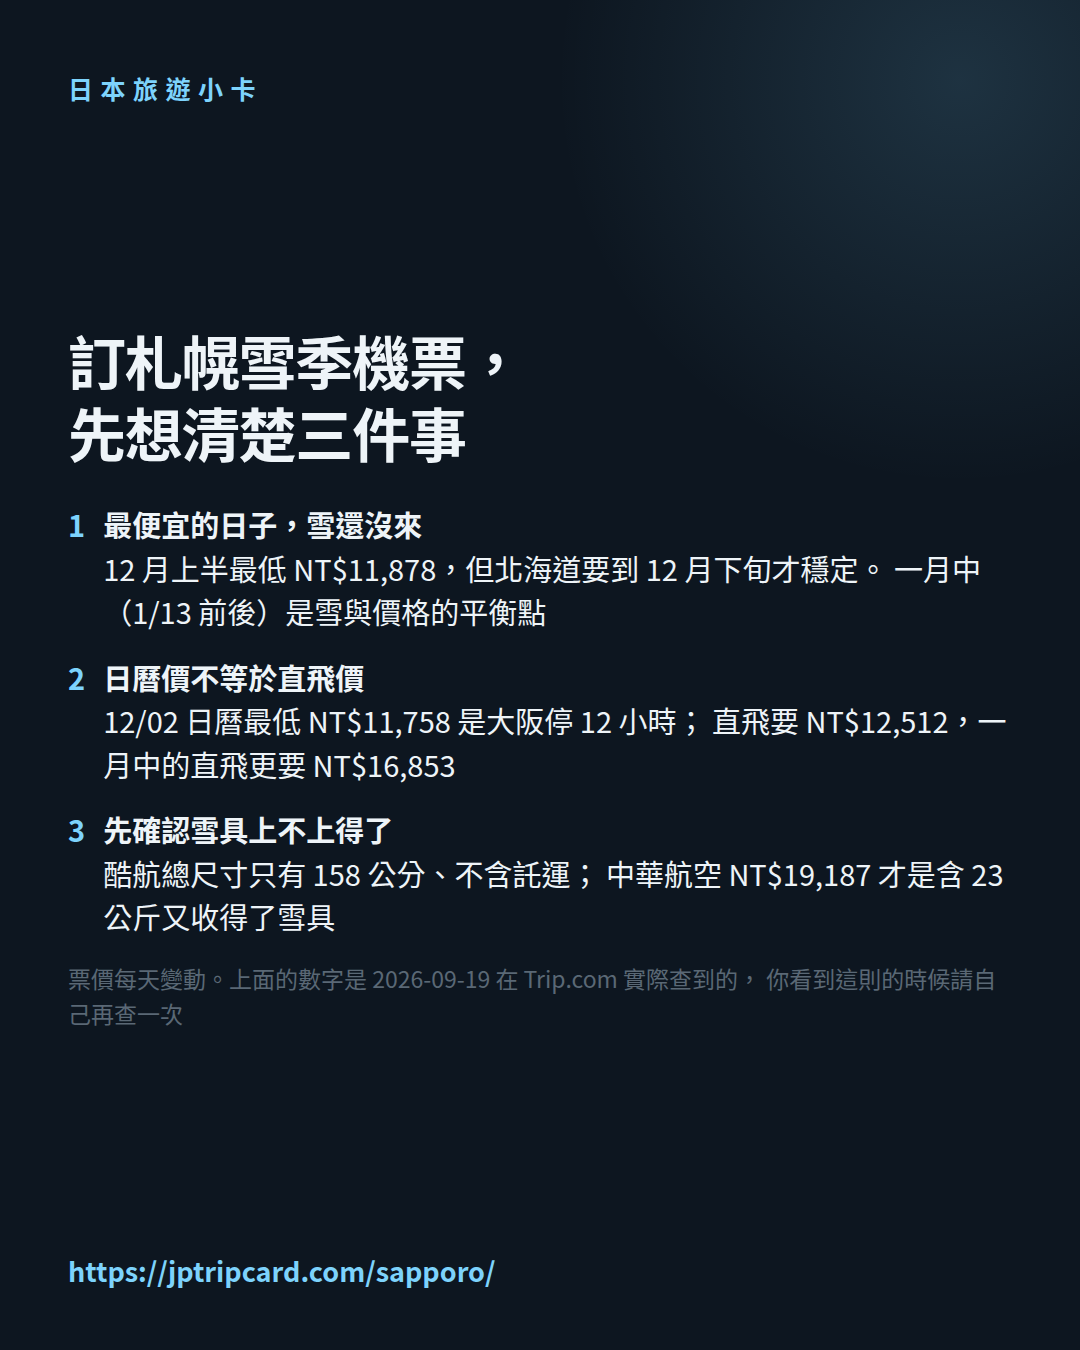 日本旅遊小卡
訂札幌雪季機票，
先想清楚三件事
1 最便宜的日子，雪還沒來
12 月上半最低 NT$11,878，但北海道要到 12 月下旬才穩定。 一月中
（1/13 前後）是雪與價格的平衡點
2 日曆價不等於直飛價
12/02 日曆最低 NT$11,758 是大阪停 12 小時； 直飛要 NT$12,512，一
月中的直飛更要 NT$16,853
3 先確認雪具上不上得了
酷航總尺寸只有 158 公分、不含託運； 中華航空 NT$19,187 才是含 23
公斤又收得了雪具
票價每天變動。上面的數字是 2026-09-19 在 Trip.com 實際查到的， 你看到這則的時候請自
己再查一次
https://jptripcard.com/sapporo/